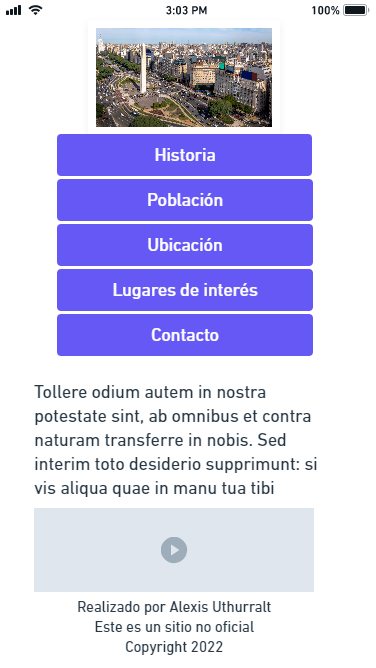 3:03 PM
100%
Historia
Población
Ubicación
Lugares de interés
Contacto
Tollere odium autem in nostra
potestate sint, ab omnibus et contra
naturam transferre in nobis. Sed
interim toto desiderio supprimunt: si
vis aliqua quae in manu tua tibi
Realizado por Alexis Uthurralt
Este es un sitio no oficial
Copyright 2022